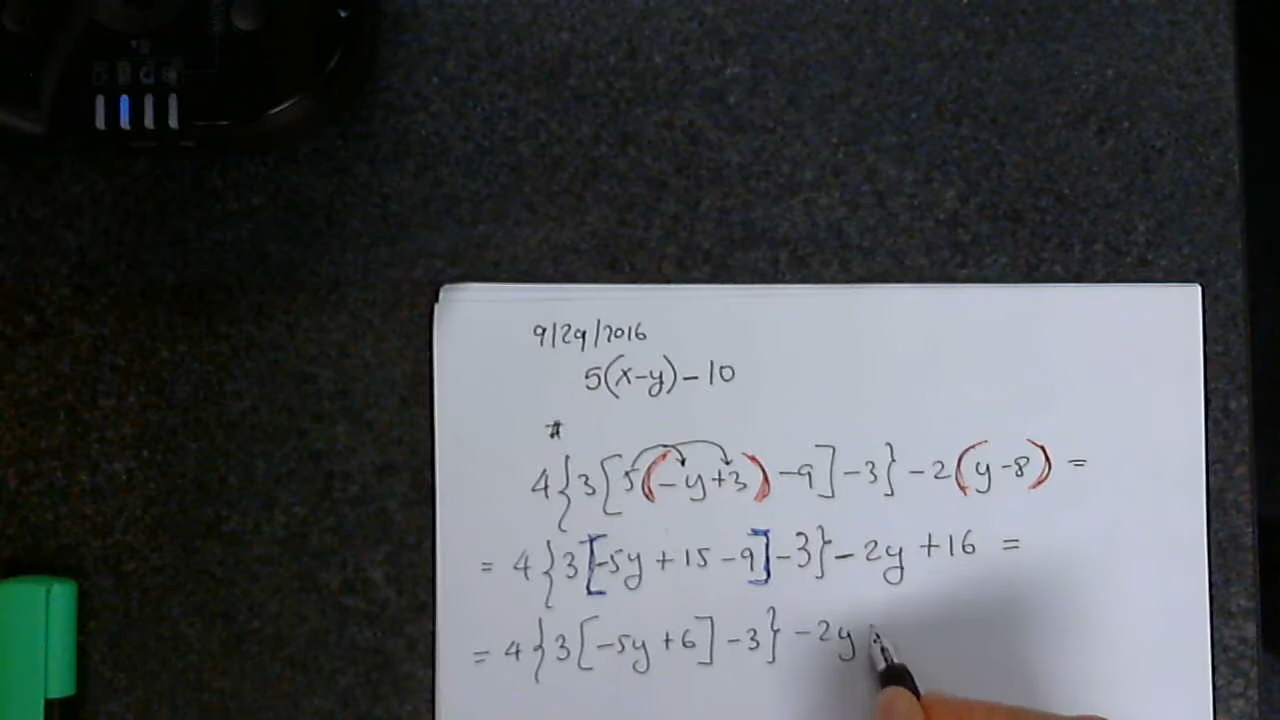 9/29/2016
5(x-y)-10
#
4{3[5(-y+3)-9]-3}-2(y-8)=
=4{3[-5y+15-9]-3}-2y+16=
=4{3[-5y+6]-3}-2y